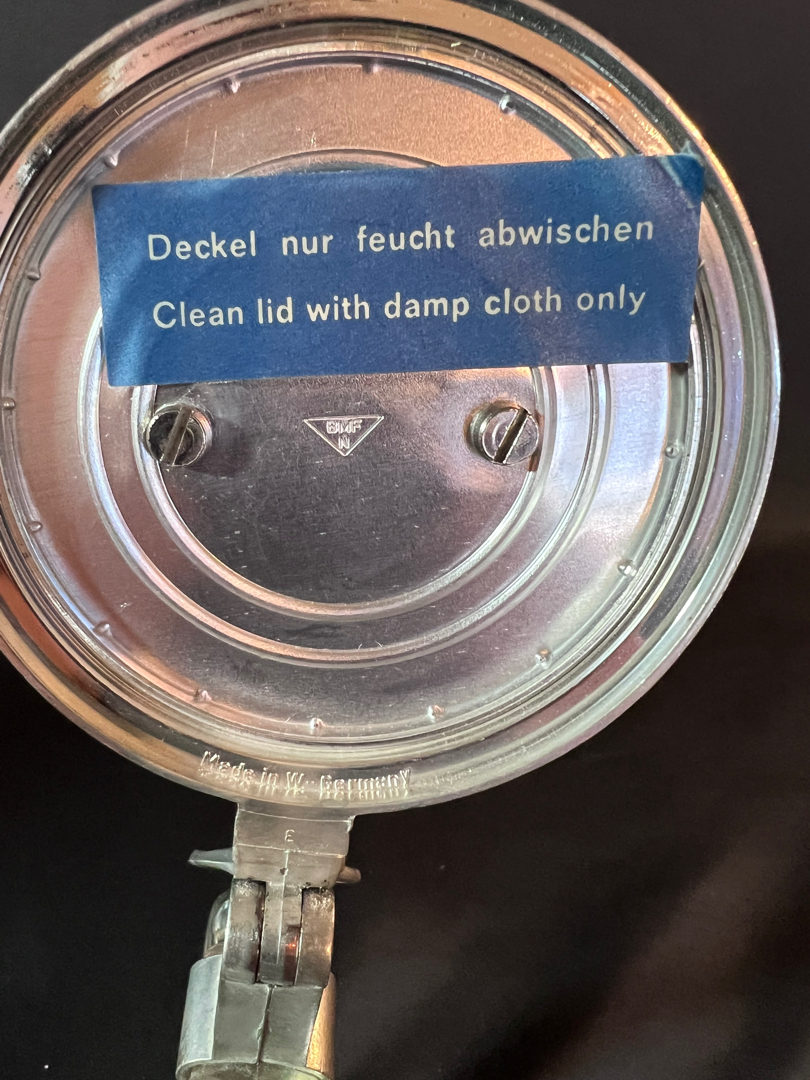 Deckel nur feucht abwischen
Clean lid with damp cloth only
BMF
N
Made in W.-Germany
E